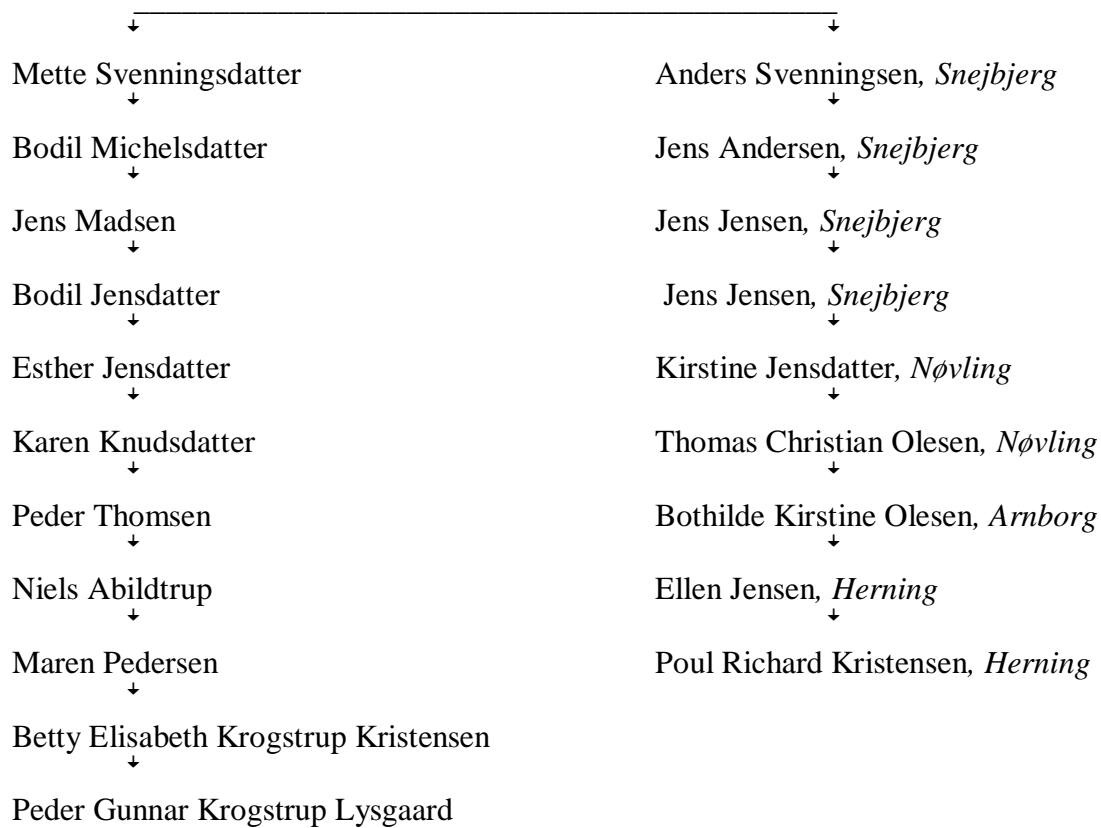 Mette Svenningsdatter Anders Svenningsen, Snejbjerg
Bodil Michelsdatter Jens Andersen, Snejbjerg
Jens Madsen Jens Jensen, Snejbjerg
Bodil Jensdatter Jens Jensen, Snejbjerg
Esther Jensdatter Kirstine Jensdatter, Nøvling
Karen Knudsdatter Thomas Christian Olesen, Nøvling
Peder Thomsen Bothilde Kirstine Olesen, Arnborg
Niels Abildtrup Ellen Jensen, Herning
Maren Pedersen Poul Richard Kristensen, Herning
Betty Elisabeth Krogstrup Kristensen
Peder Gunnar Krogstrup Lysgaard